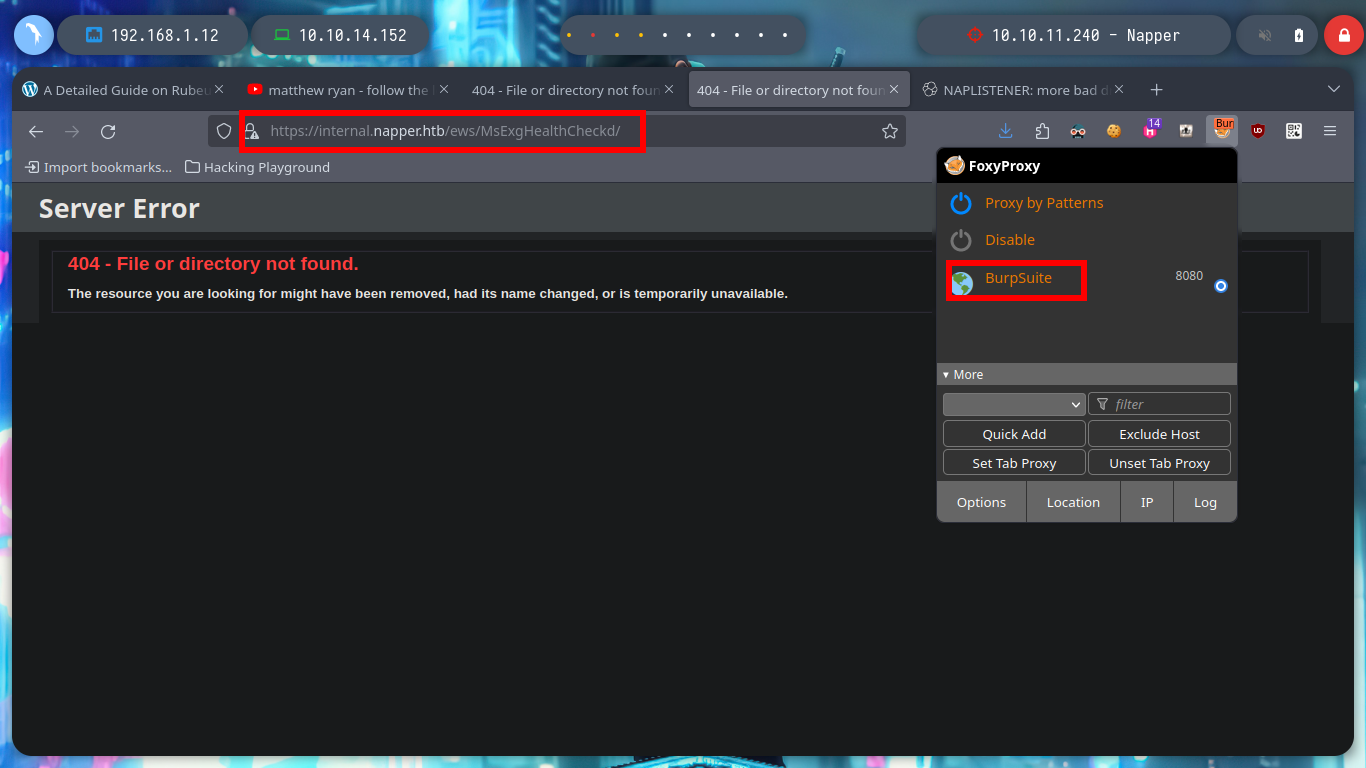 192.168.1.12
10.10.14.152
10.10.11.240 - Napper
A Detailed Guide on Rubeu
matthew ryan - follow the
404 - File or directory not foun
404 - File or directory not foun
NAPLISTENER: more bad d
https://internal.napper.htb/ews/MsExgHealthCheckd/
14
Bur
Import bookmarks...
Hacking Playground
Server Error
404 - File or directory not found.
The resource you are looking for might have been removed, had its name changed, or is temporarily unavailable.
FoxyProxy
Proxy by Patterns
Disable
BurpSuite
8080
More
filter
Quick Add
Exclude Host
Set Tab Proxy
Unset Tab Proxy
Options
Location
IP
Log